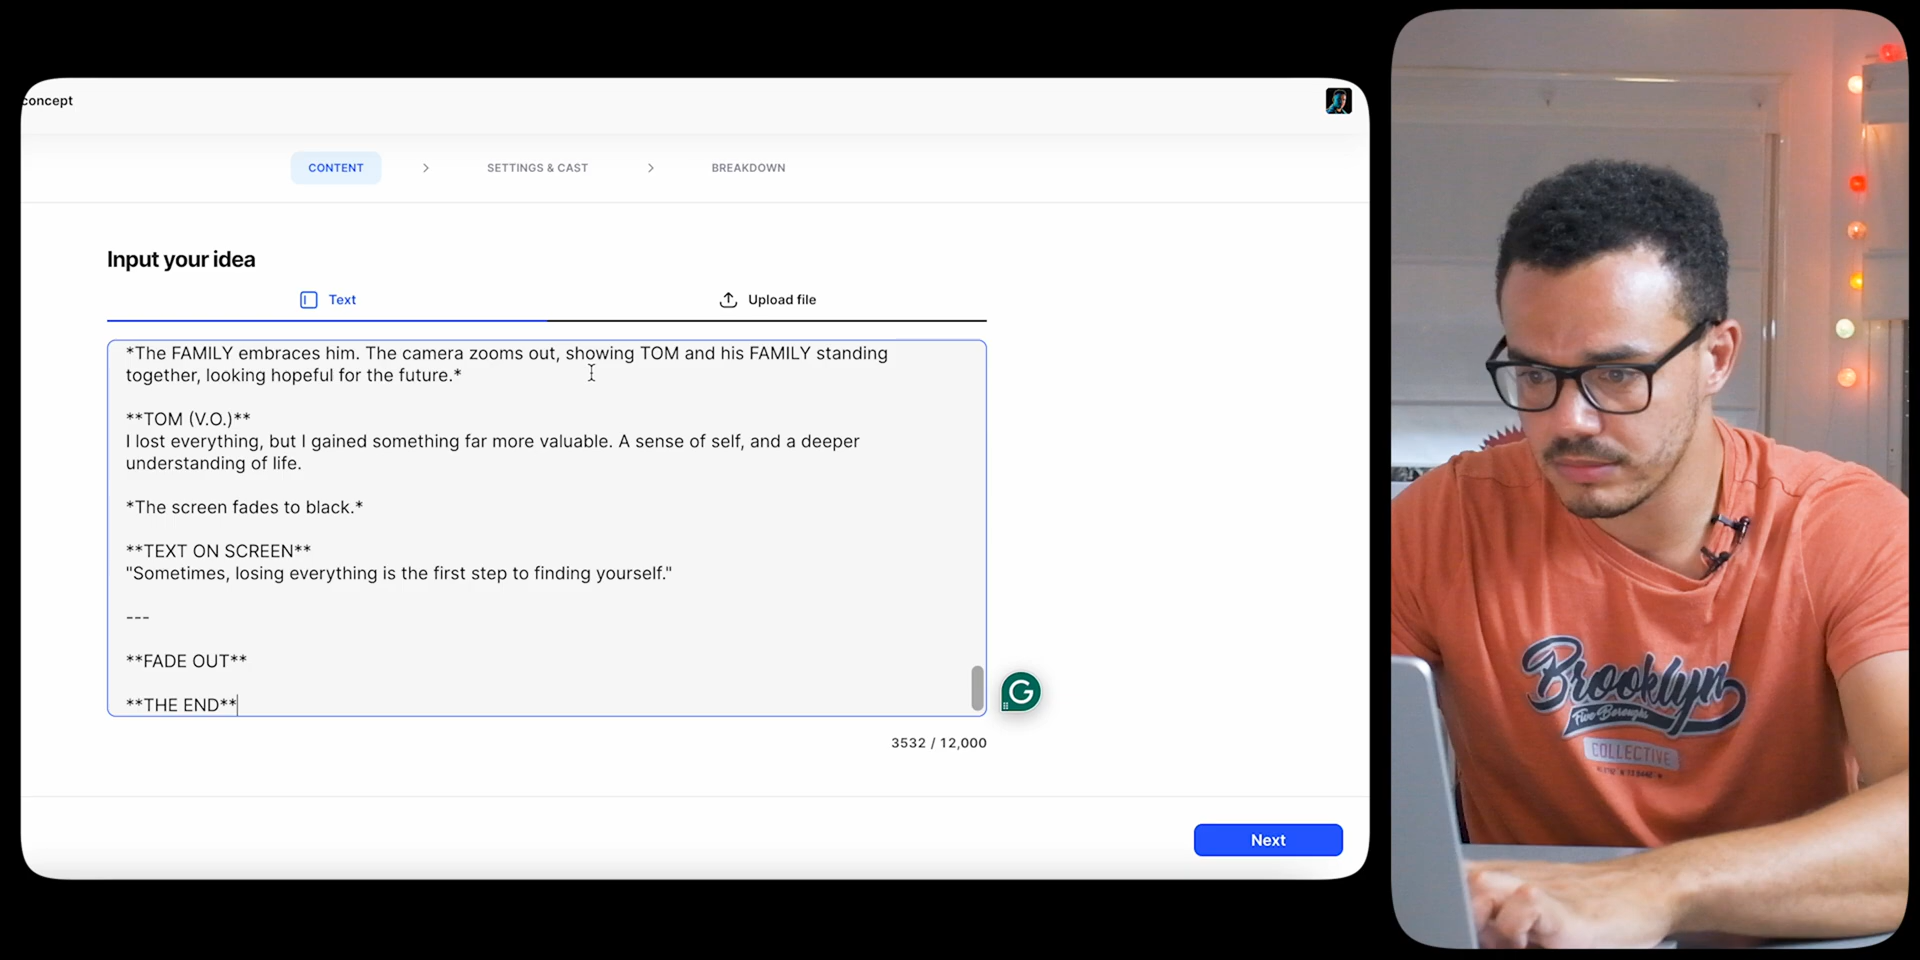 concept
CONTENT
SETTINGS & CAST
BREAKDOWN
Input your idea
Text
Upload file
*The FAMILY embraces him. The camera zooms out, showing TOM and his FAMILY standing
together, looking hopeful for the future.*
**TOM (V.O.)**
I lost everything, but I gained something far more valuable. A sense of self, and a deeper
understanding of life.
*The screen fades to black.*
**TEXT ON SCREEN**
"Sometimes, losing everything is the first step to finding yourself."
---
**FADE OUT**
**THE END**
G
3532 / 12,000
Next
Brooklyn
Five Boroughs
COLLECTIVE